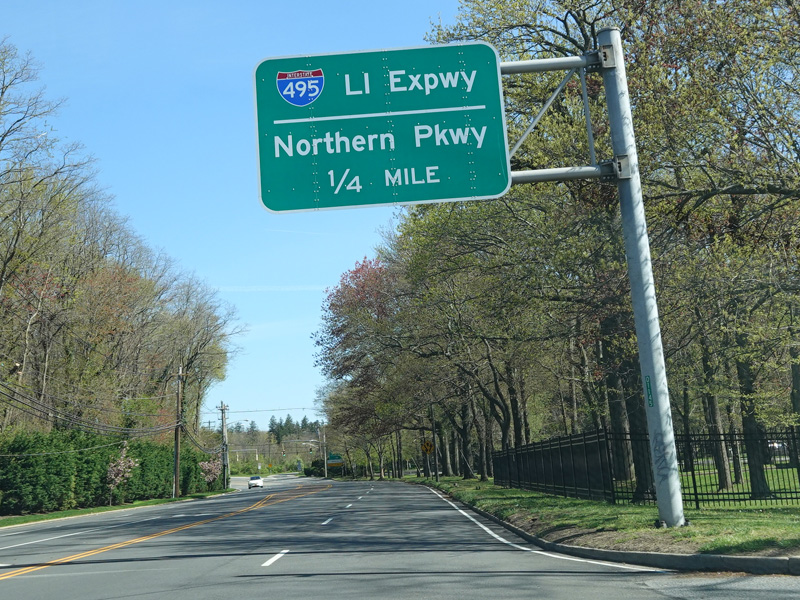 INTERSTATE
495 LI Expwy
Northern Pkwy
1/4 MILE